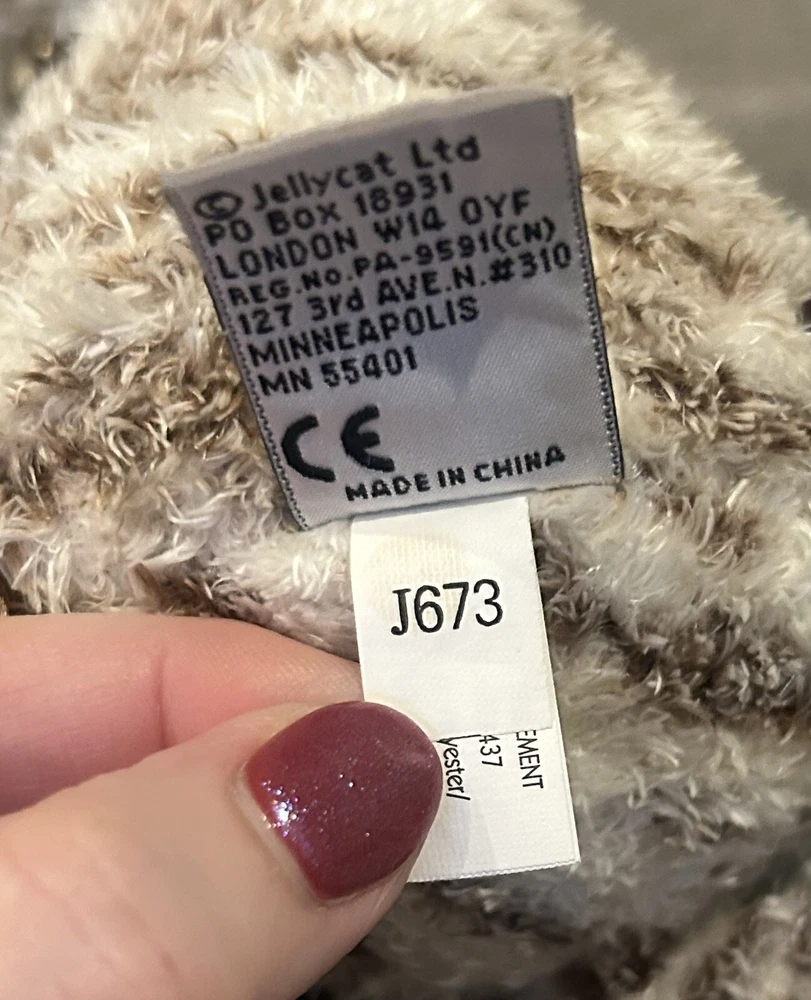 © Jellycat Ltd
PO BOX 18931
LONDON W1A 0YF
REG.No.PA-9591(CN)
127 3rd AVE.N.#310
MINNEAPOLIS
MN 55401
CE
MADE IN CHINA
J673
EMENT
437
yester/